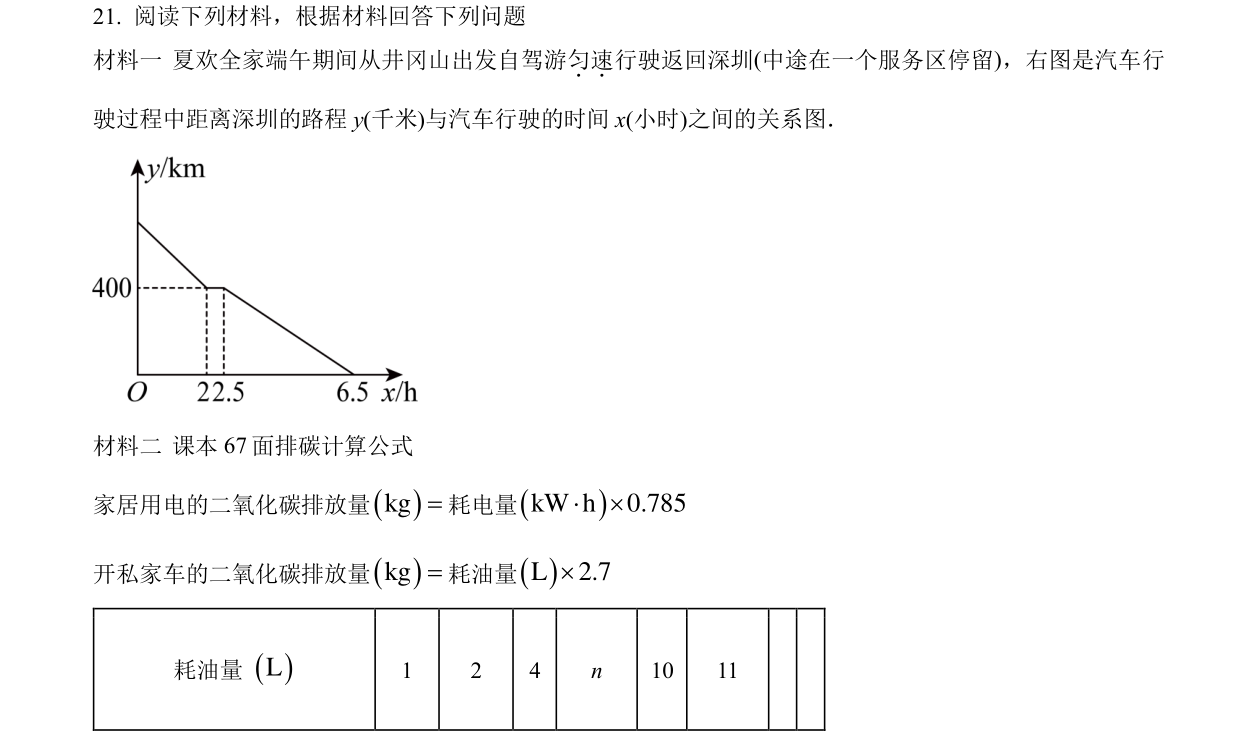 21. 阅读下列材料，根据材料回答下列问题
材料一 夏欢全家端午期间从井冈山出发自驾游匀速行驶返回深圳(中途在一个服务区停留)，右图是汽车行
驶过程中距离深圳的路程 y(千米)与汽车行驶的时间 x(小时)之间的关系图．
y/km
400
O 2 2.5 6.5 x/h
材料二 课本 67 面排碳计算公式
家居用电的二氧化碳排放量(kg)=耗电量(kW·h)×0.785
开私家车的二氧化碳排放量(kg)=耗油量(L)×2.7
耗油量 (L) 1 2 4 n 10 11